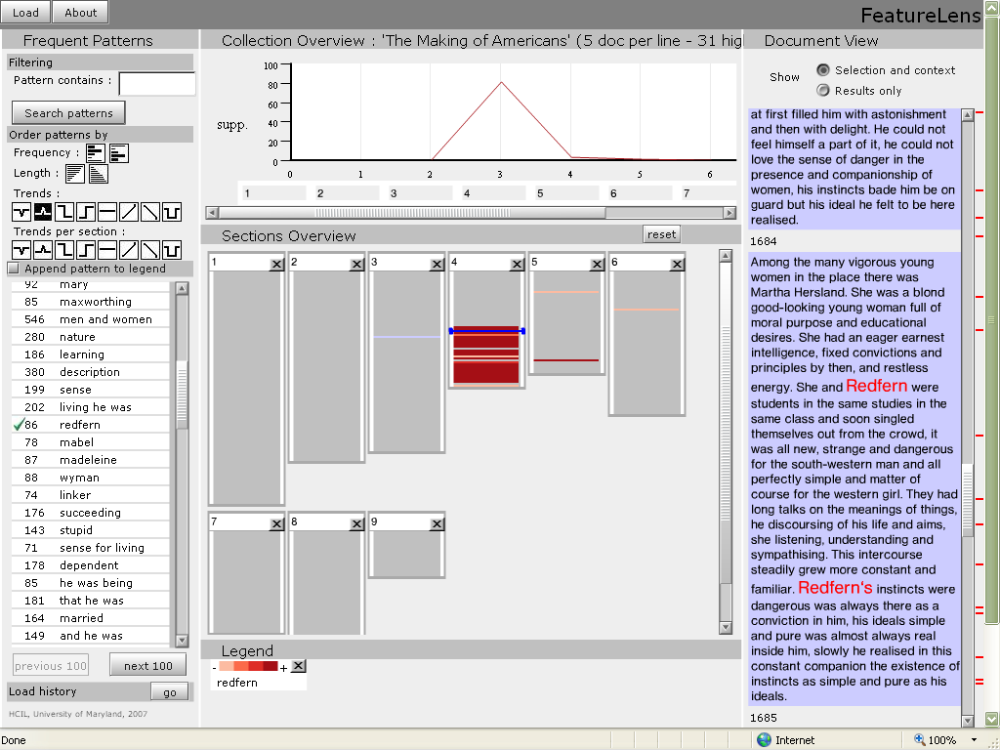 Load
About
FeatureLens
Frequent Patterns
Filtering
Pattern contains :
Search patterns
Order patterns by
Frequency :
Length :
Trends :
Trends per section :
Append pattern to legend
92 mary
85 maxworthing
546 men and women
280 nature
186 learning
380 description
199 sense
202 living he was
86 redfern
78 mabel
87 madeleine
88 wyman
74 linker
176 succeeding
143 stupid
71 sense for living
178 dependent
85 he was being
181 that he was
164 married
149 and he was
previous 100
next 100
Load history
go
HCIL, University of Maryland, 2007
Collection Overview : 'The Making of Americans' (5 doc per line - 31 hig
supp.
100
80
60
40
20
0
0 1 2 3 4 5 6
1 2 3 4 5 6 7
Sections Overview
reset
1 2 3 4 5 6
7 8 9
Legend
- +
redfern
Document View
Show
Selection and context
Results only
at first filled him with astonishment
and then with delight. He could not
feel himself a part of it, he could not
love the sense of danger in the
presence and companionship of
women, his instincts bade him be on
guard but his ideal he felt to be here
realised.
1684
Among the many vigorous young
women in the place there was
Martha Hersland. She was a blond
good-looking young woman full of
moral purpose and educational
desires. She had an eager earnest
intelligence, fixed convictions and
principles by then, and restless
energy. She and Redfern were
students in the same studies in the
same class and soon singled
themselves out from the crowd, it
was all new, strange and dangerous
for the south-western man and all
perfectly simple and matter of
course for the western girl. They had
long talks on the meanings of things,
he discoursing of his life and aims,
she listening, understanding and
sympathising. This intercourse
steadily grew more constant and
familiar. Redfern's instincts were
dangerous was always there as a
conviction in him, his ideals simple
and pure was almost always real
inside him, slowly he realised in this
constant companion the existence of
instincts as simple and pure as his
ideals.
1685
Done
Internet
100%